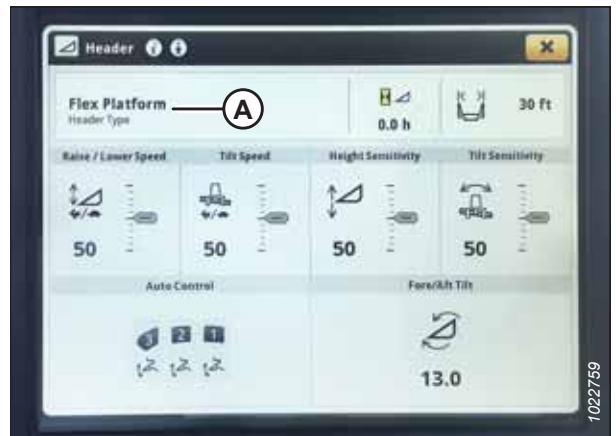 Header
Flex Platform
Header Type
A
0.0 h
30 ft
Raise / Lower Speed
Tilt Speed
Height Sensitivity
Tilt Sensitivity
50
50
50
50
Auto Control
Fore/Aft Tilt
3 2 1
13.0
1022759